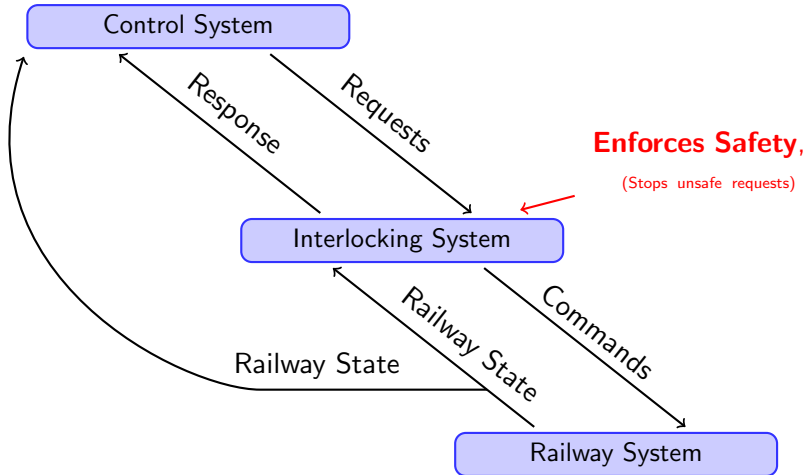 Control System
Response
Requests
Enforces Safety,
(Stops unsafe requests)
Interlocking System
Railway State
Commands
Railway State
Railway System